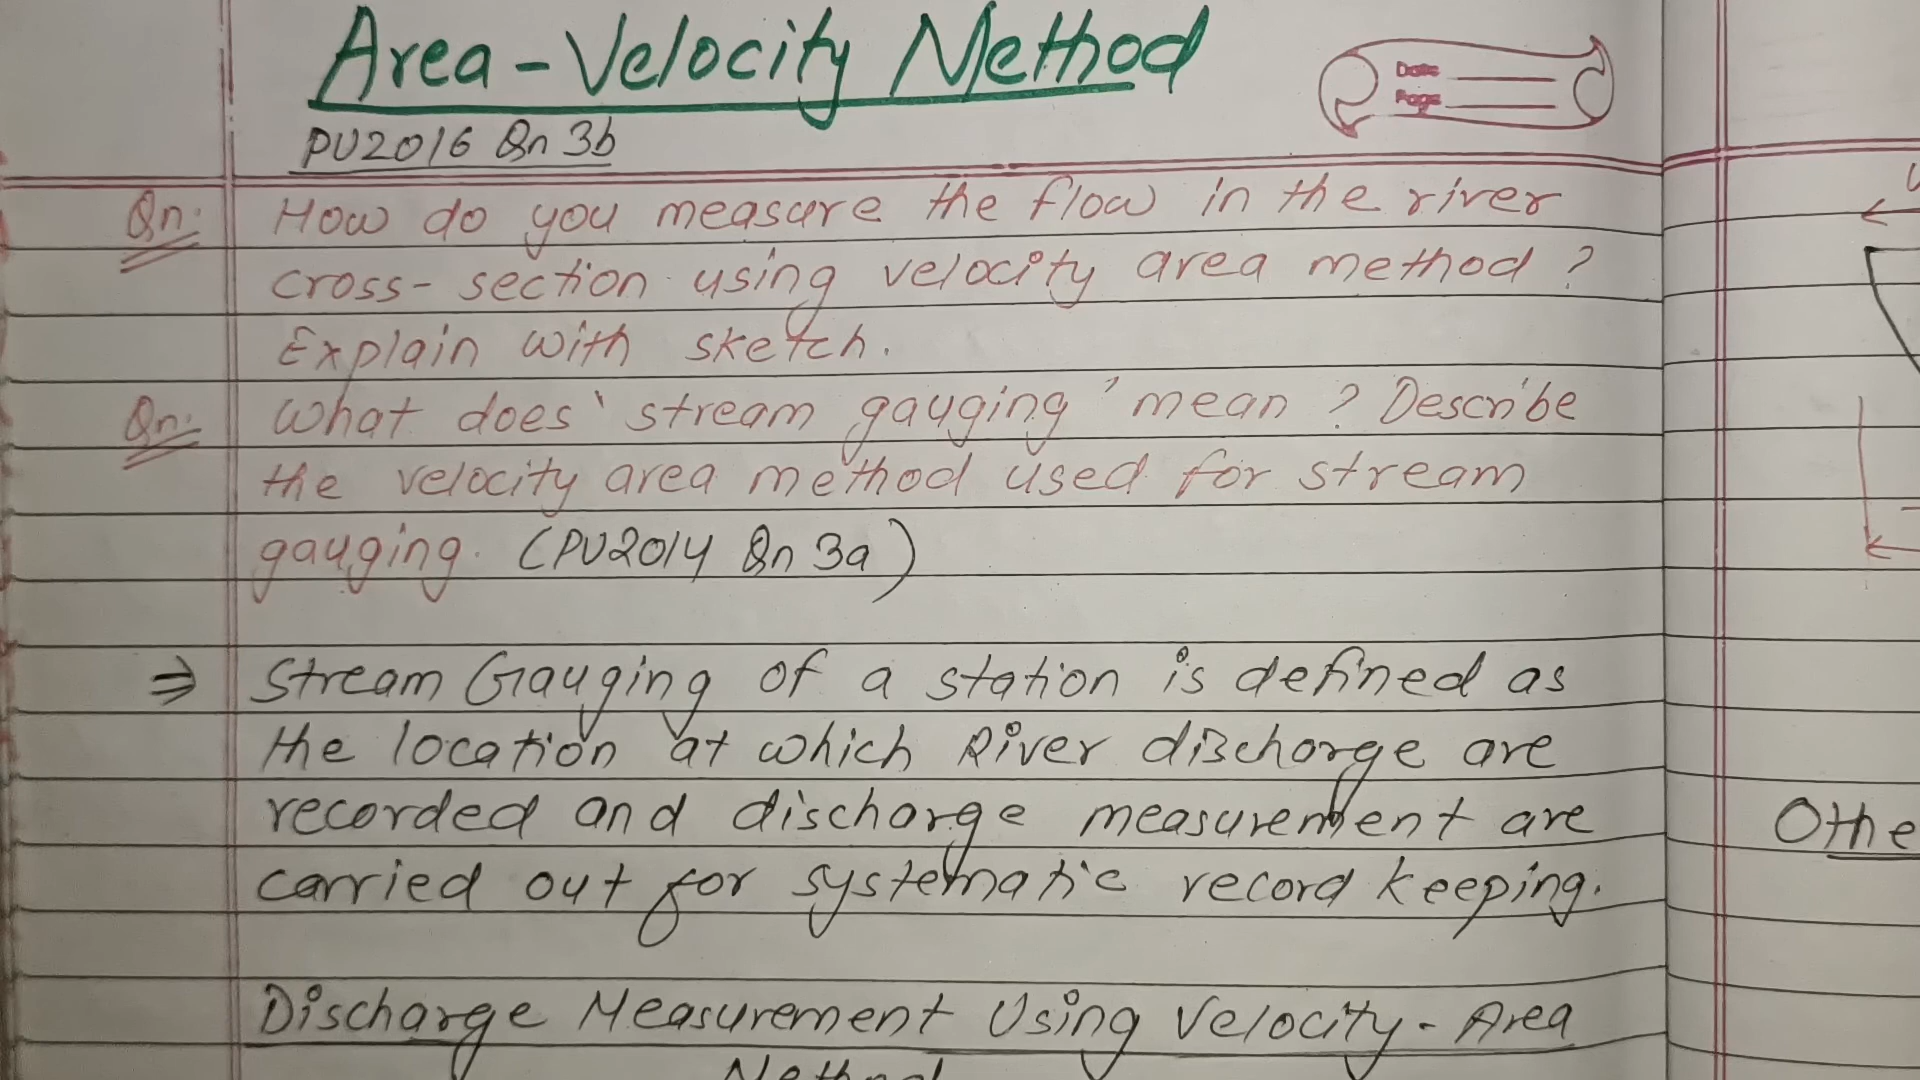 Area-Velocity Method
Date
Page
PU2016 Qn 3b
Qn: How do you measure the flow in the river
cross-section using velocity area method?
Explain with sketch.
Qn: What does 'stream gauging' mean? Describe
the velocity area method used for stream
gauging. (PU2014 Qn 3a)
⇒ Stream Gauging of a station is defined as
the location at which River discharge are
recorded and discharge measurement are
carried out for systematic record keeping.
Discharge Measurement Using Velocity-Area
Method
Othe